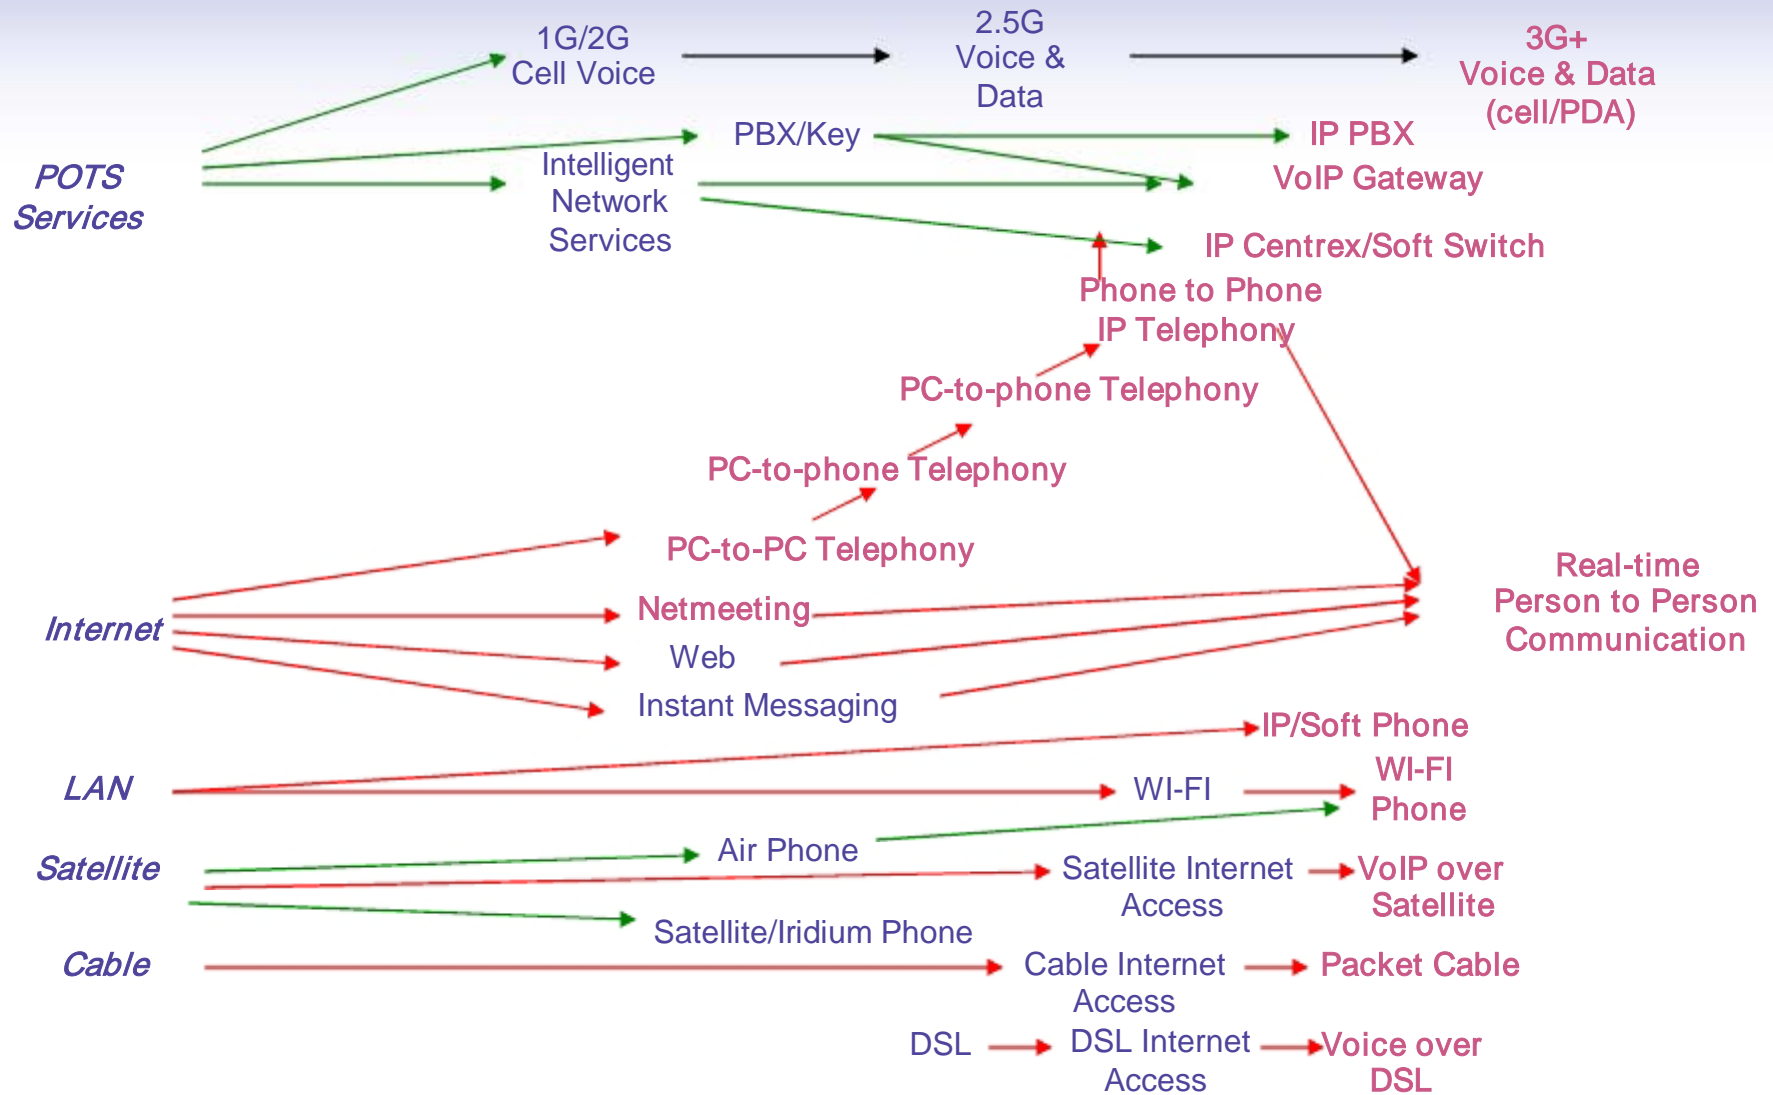 1G/2G
Cell Voice
2.5G
Voice &
Data
3G+
Voice & Data
(cell/PDA)
POTS
Services
PBX/Key
IP PBX
Intelligent
Network
Services
VoIP Gateway
IP Centrex/Soft Switch
Phone to Phone
IP Telephony
PC-to-phone Telephony
PC-to-phone Telephony
PC-to-PC Telephony
Internet
Netmeeting
Web
Instant Messaging
Real-time
Person to Person
Communication
IP/Soft Phone
LAN
WI-FI
WI-FI
Phone
Satellite
Air Phone
Satellite Internet
Access
VoIP over
Satellite
Satellite/Iridium Phone
Cable
Cable Internet
Access
Packet Cable
DSL
DSL Internet
Access
Voice over
DSL